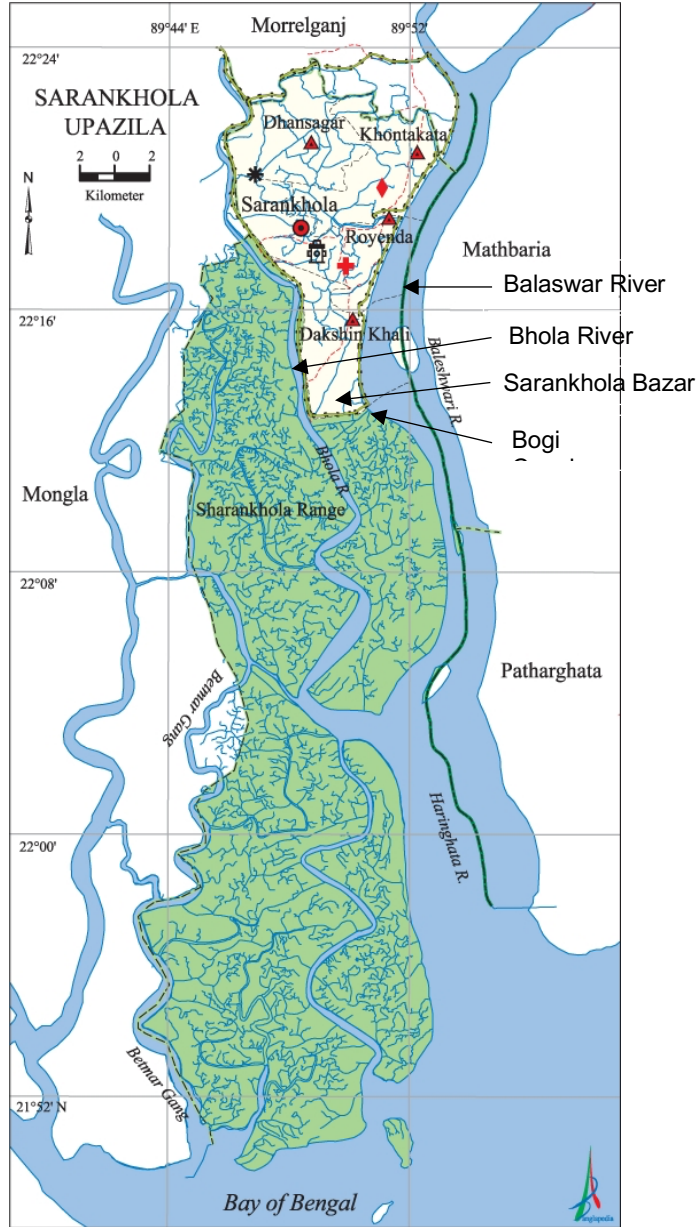 89°44' E
Morrelganj
89°52'
22°24'
SARANKHOLA
UPAZILA
Dhansagar
Khontakata
2 0 2
Kilometer
N
Sarankhola
Royenda
Mathbaria
Balaswar River
22°16'
Dakshin Khali
Bhola River
Baleshwari R.
Sarankhola Bazar
Bogi
Bhola R.
Mongla
Sharankhola Range
22°08'
Patharghata
Betmar Gang
Haringhata R.
22°00'
Betmar Gang
21°52' N
Bay of Bengal
anglapedia